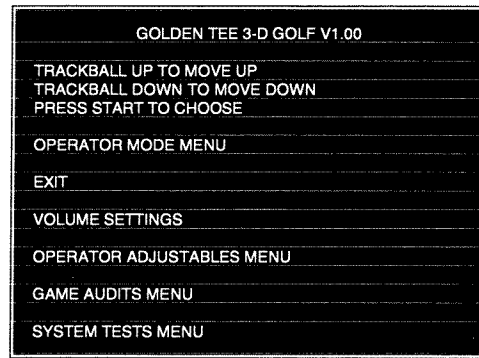 GOLDEN TEE 3-D GOLF V1.00
TRACKBALL UP TO MOVE UP
TRACKBALL DOWN TO MOVE DOWN
PRESS START TO CHOOSE
OPERATOR MODE MENU
EXIT
VOLUME SETTINGS
OPERATOR ADJUSTABLES MENU
GAME AUDITS MENU
SYSTEM TESTS MENU